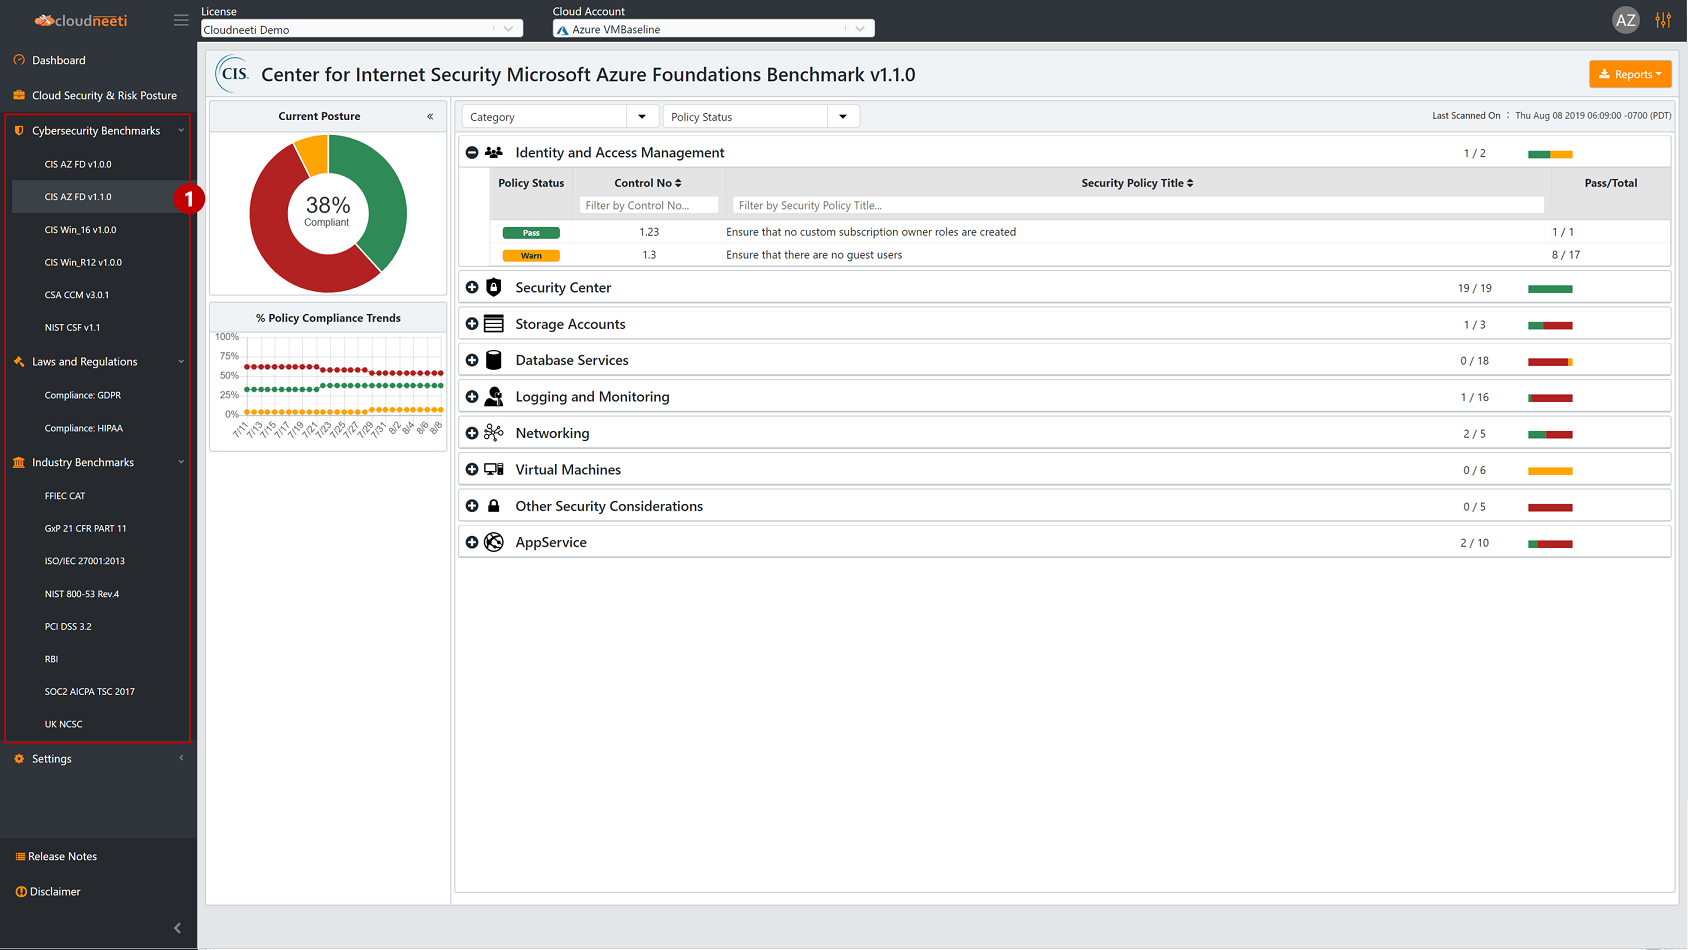 cloudneeti
License
Cloudneeti Demo
Cloud Account
Azure VMBaseline
AZ
Dashboard
Cloud Security & Risk Posture
Cybersecurity Benchmarks
CIS AZ FD v1.0.0
CIS AZ FD v1.1.0
1
CIS Win_16 v1.0.0
CIS Win_R12 v1.0.0
CSA CCM v3.0.1
NIST CSF v1.1
Laws and Regulations
Compliance: GDPR
Compliance: HIPAA
Industry Benchmarks
FFIEC CAT
GxP 21 CFR PART 11
ISO/IEC 27001:2013
NIST 800-53 Rev.4
PCI DSS 3.2
RBI
SOC2 AICPA TSC 2017
UK NCSC
Settings
Release Notes
Disclaimer
CIS. Center for Internet Security Microsoft Azure Foundations Benchmark v1.1.0
Reports
Current Posture
38%
Compliant
% Policy Compliance Trends
100%
75%
50%
25%
0%
7/11 7/13 7/15 7/17 7/19 7/21 7/23 7/25 7/27 7/29 7/31 8/2 8/4 8/6 8/8
Category
Policy Status
Last Scanned On : Thu Aug 08 2019 06:09:00 -0700 (PDT)
Identity and Access Management 1 / 2
Policy Status Control No Security Policy Title Pass/Total
Filter by Control No... Filter by Security Policy Title...
Pass 1.23 Ensure that no custom subscription owner roles are created 1 / 1
Warn 1.3 Ensure that there are no guest users 8 / 17
Security Center 19 / 19
Storage Accounts 1 / 3
Database Services 0 / 18
Logging and Monitoring 1 / 16
Networking 2 / 5
Virtual Machines 0 / 6
Other Security Considerations 0 / 5
AppService 2 / 10